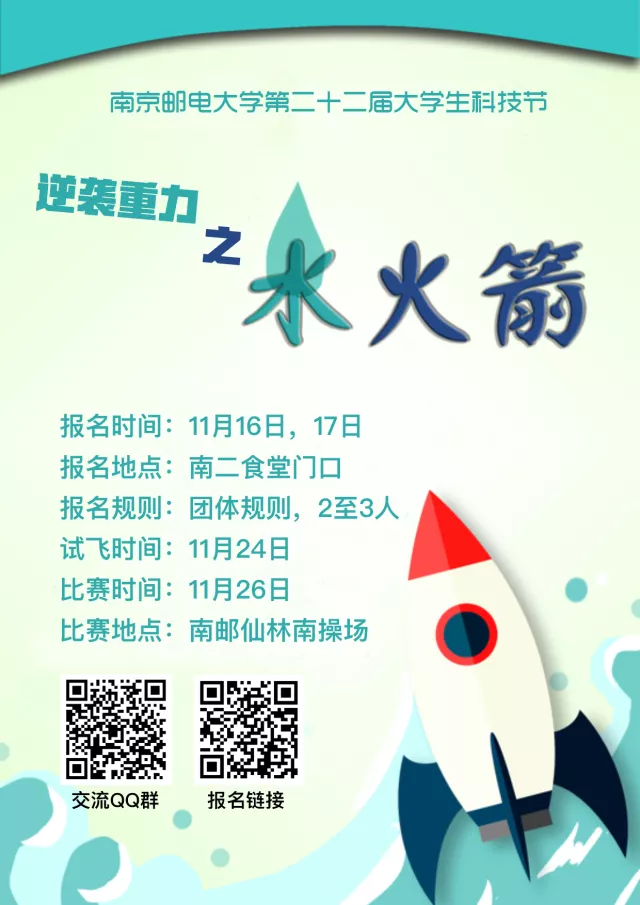 南京邮电大学第二十二届大学生科技节
逆袭重力
之
水火箭
报名时间：11月16日，17日
报名地点：南二食堂门口
报名规则：团体规则，2至3人
试飞时间：11月24日
比赛时间：11月26日
比赛地点：南邮仙林南操场
交流QQ群
报名链接